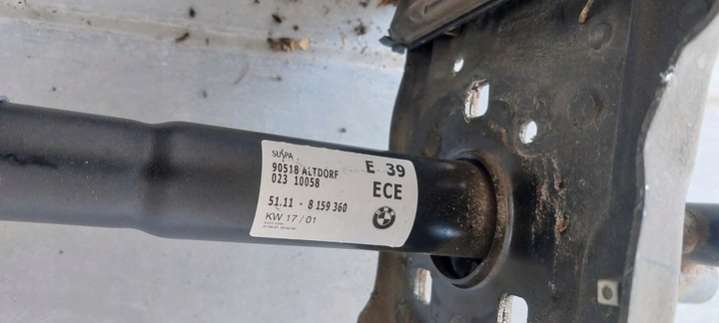 SUSPA
90518 ALTDORF
023 10058
E 39
ECE
51.11 - 8 159 360
KW 17 / 01